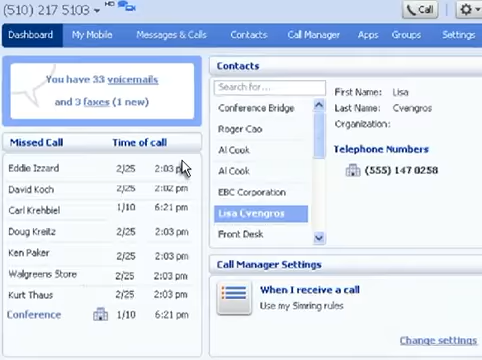 (510) 217 5103
HD
Call
Dashboard My Mobile Messages & Calls Contacts Call Manager Apps Groups Settings
You have 33 voicemails
and 3 faxes (1 new)
Missed Call Time of call
Eddie Izzard 2/25 2:03 pm
David Koch 2/25 2:02 pm
Carl Krehbiel 1/10 6:21 pm
Doug Kreitz 2/25 2:03 pm
Ken Paker 2/25 2:03 pm
Walgreens Store 2/25 2:03 pm
Kurt Thaus 2/25 2:03 pm
Conference 1/10 6:21 pm
Contacts
Search for...
Conference Bridge
Roger Cao
Al Cook
Al Cook
EBC Corporation
Lisa Cvengros
Front Desk
First Name: Lisa
Last Name: Cvengros
Organization:
Telephone Numbers
(555) 147 0258
Call Manager Settings
When I receive a call
Use my Simring rules
Change settings